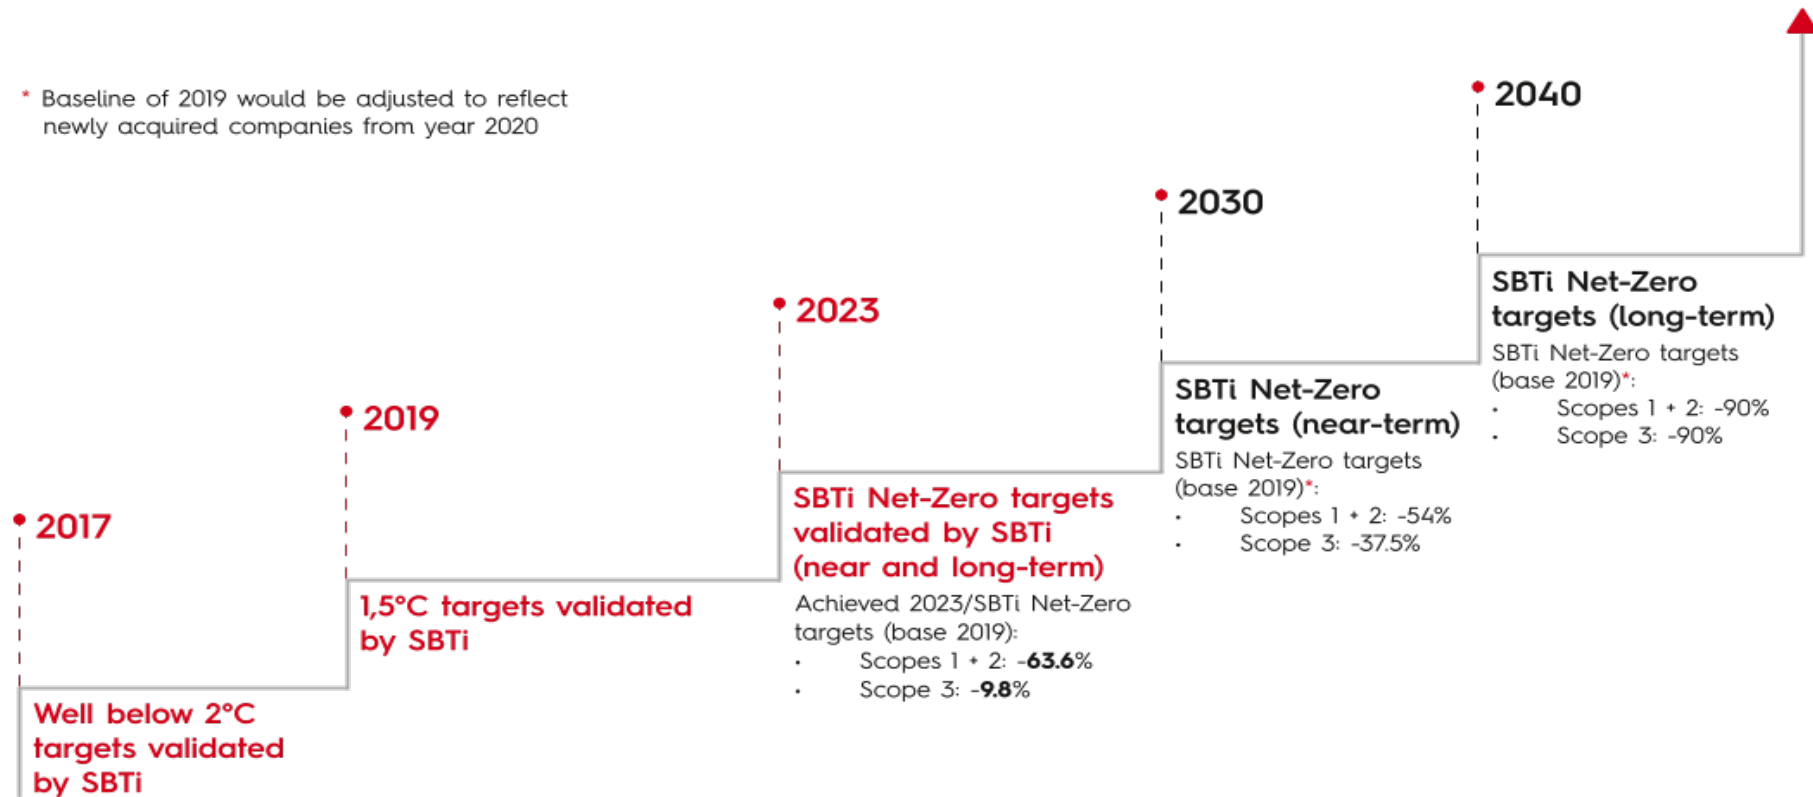 * Baseline of 2019 would be adjusted to reflect
newly acquired companies from year 2020
2017
Well below 2°C
targets validated
by SBTi
2019
1,5°C targets validated
by SBTi
2023
SBTi Net-Zero targets
validated by SBTi
(near and long-term)
Achieved 2023/SBTi Net-Zero
targets (base 2019):
· Scopes 1 + 2: -63.6%
· Scope 3: -9.8%
2030
SBTi Net-Zero
targets (near-term)
SBTi Net-Zero targets
(base 2019)*:
· Scopes 1 + 2: -54%
· Scope 3: -37.5%
2040
SBTi Net-Zero
targets (long-term)
SBTi Net-Zero targets
(base 2019)*:
· Scopes 1 + 2: -90%
· Scope 3: -90%